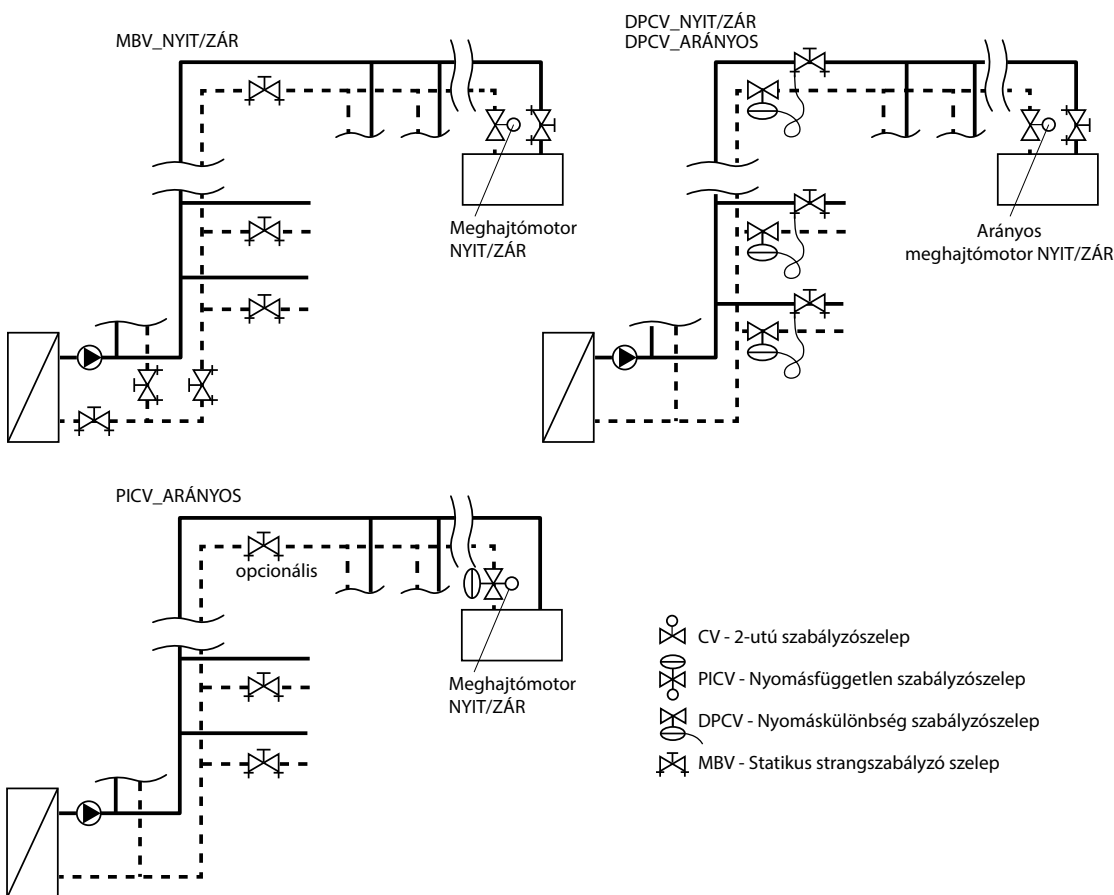 MBV_NYIT/ZÁR
Meghajtómotor
NYIT/ZÁR
DPCV_NYIT/ZÁR
DPCV_ARÁNYOS
Arányos
meghajtómotor NYIT/ZÁR
PICV_ARÁNYOS
opcionális
Meghajtómotor
NYIT/ZÁR
CV - 2-utú szabályzószelep
PICV - Nyomásfüggetlen szabályzószelep
DPCV - Nyomáskülönbség szabályzószelep
MBV - Statikus strangszabályzó szelep